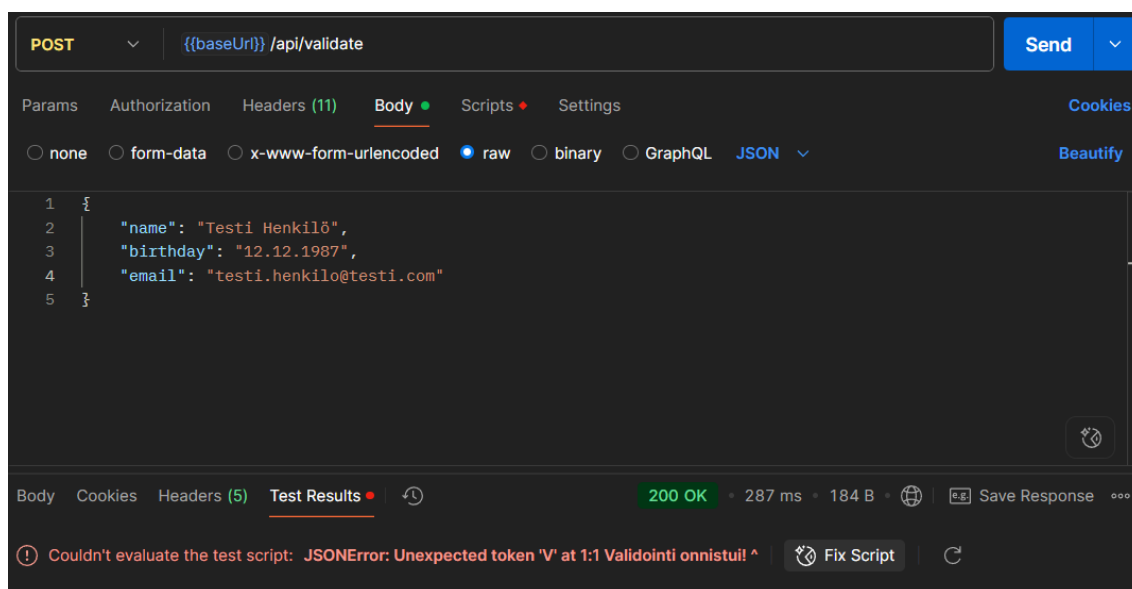 POST {{baseUrl}} /api/validate Send
Params Authorization Headers (11) Body Scripts Settings Cookies
none form-data x-www-form-urlencoded raw binary GraphQL JSON Beautify
1 {
2 "name": "Testi Henkilö",
3 "birthday": "12.12.1987",
4 "email": "testi.henkilo@testi.com"
5 }
Body Cookies Headers (5) Test Results 200 OK • 287 ms • 184 B • e.g. Save Response
Couldn't evaluate the test script: JSONError: Unexpected token 'V' at 1:1 Validointi onnistui! ^ Fix Script